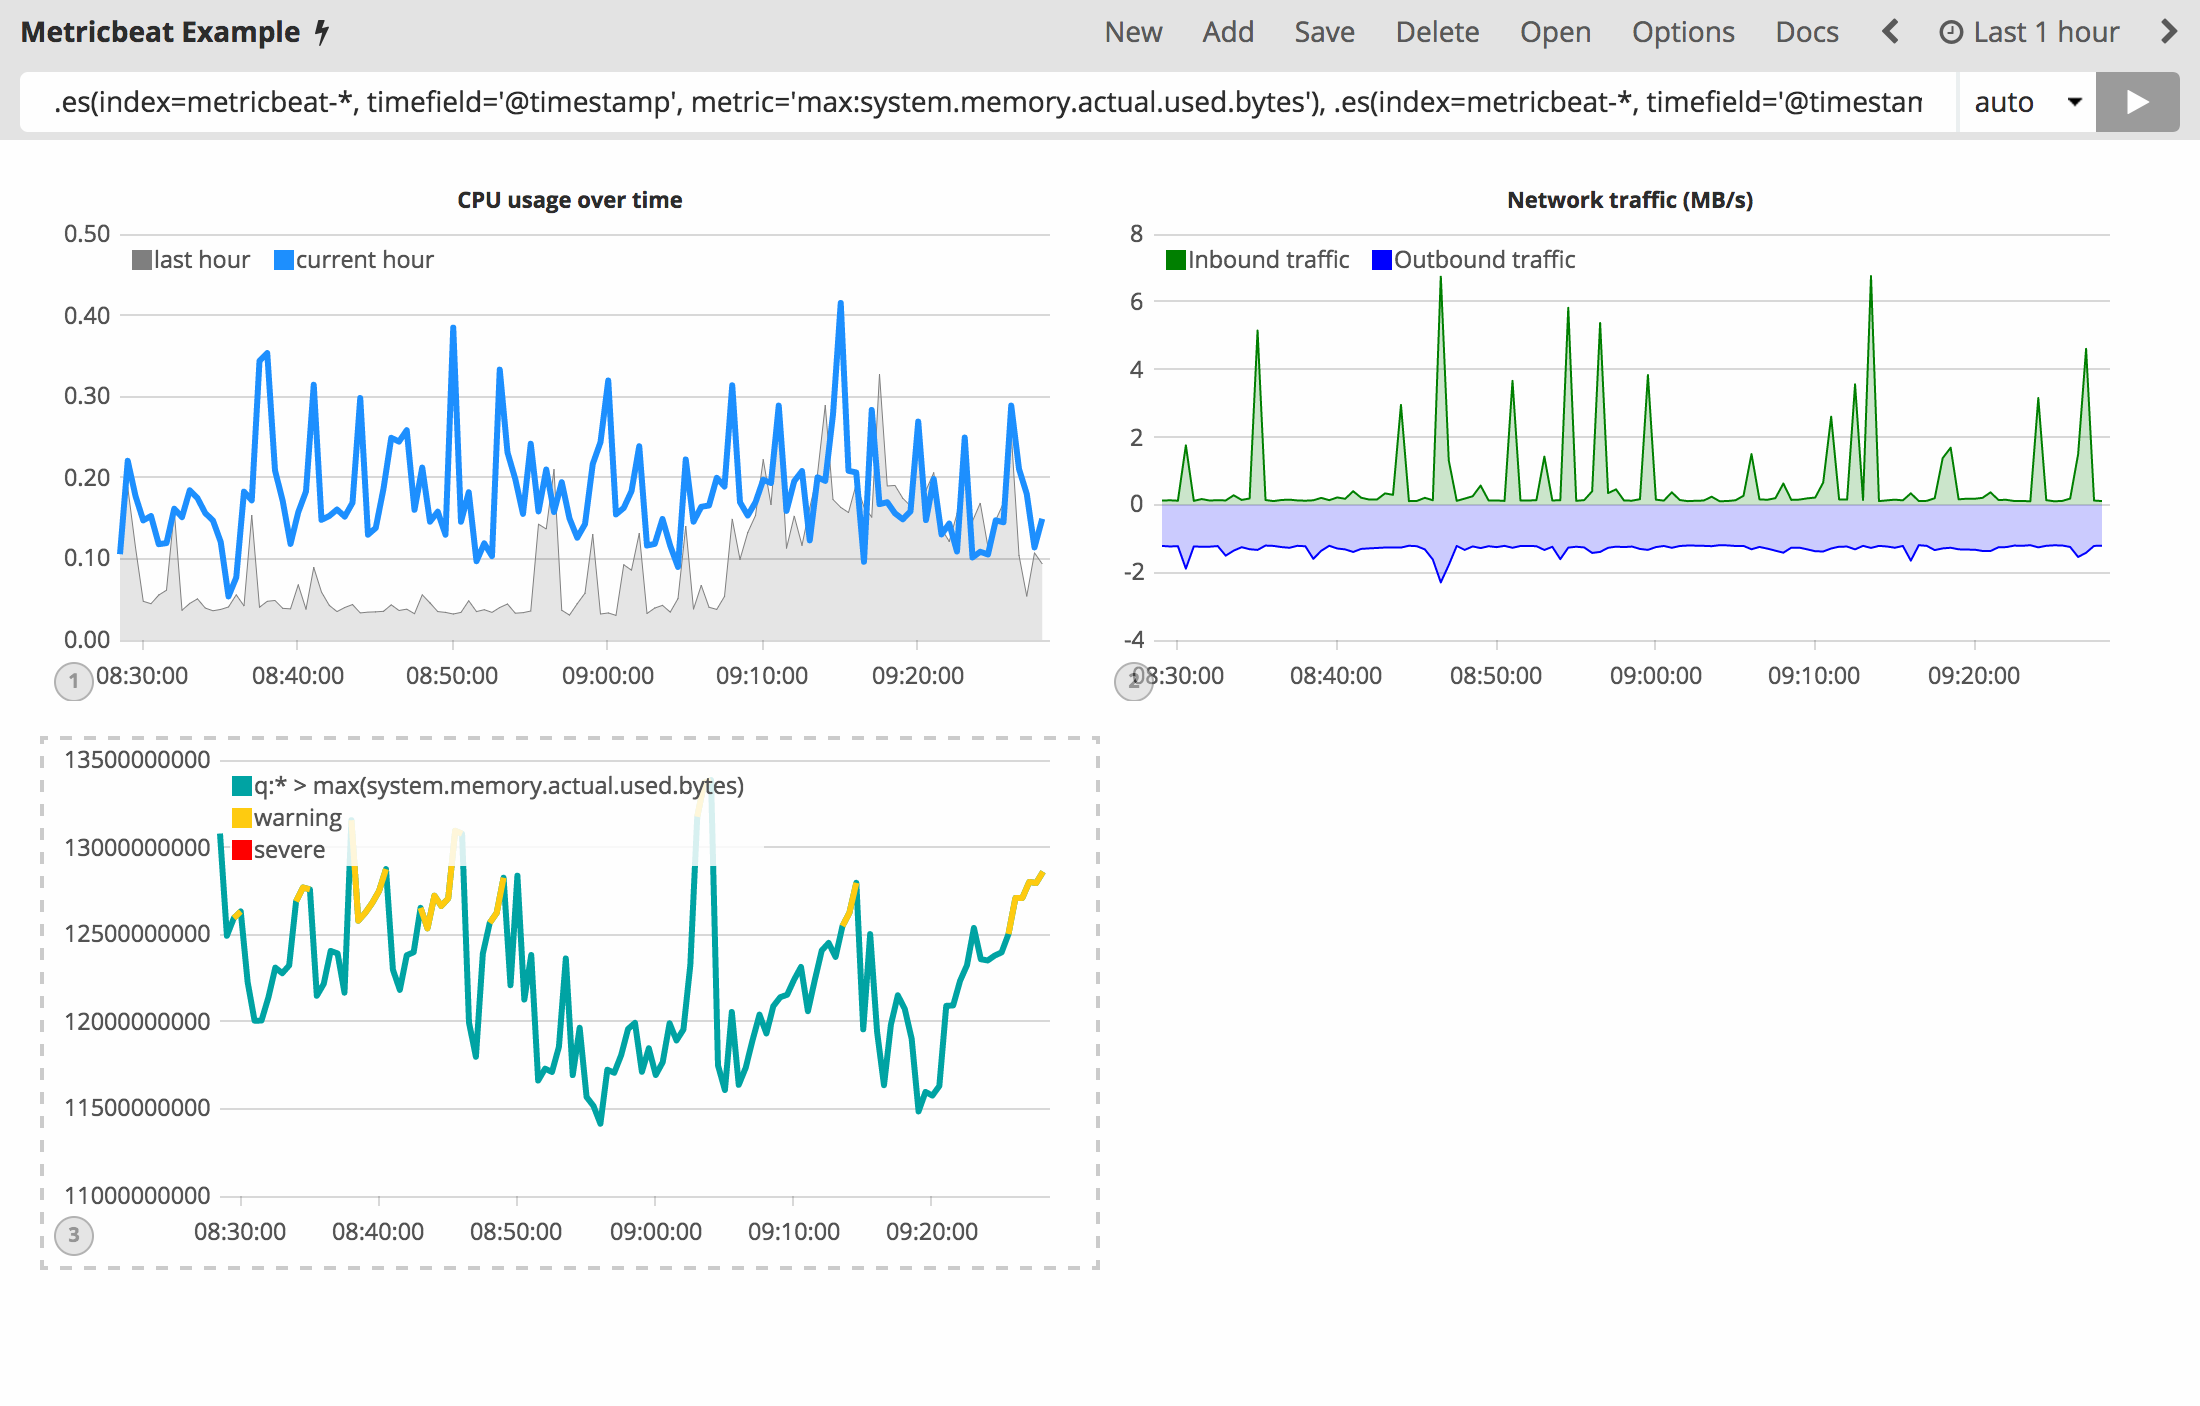 Metricbeat Example New Add Save Delete Open Options Docs Last 1 hour
.es(index=metricbeat-*, timefield='@timestamp', metric='max:system.memory.actual.used.bytes'), .es(index=metricbeat-*, timefield='@timestam auto
CPU usage over time
0.50
last hour current hour
0.40
0.30
0.20
0.10
0.00
08:30:00 08:40:00 08:50:00 09:00:00 09:10:00 09:20:00
1
Network traffic (MB/s)
8
Inbound traffic Outbound traffic
6
4
2
0
-2
-4
08:30:00 08:40:00 08:50:00 09:00:00 09:10:00 09:20:00
2
13500000000
q:* > max(system.memory.actual.used.bytes)
warning
13000000000
severe
12500000000
12000000000
11500000000
11000000000
08:30:00 08:40:00 08:50:00 09:00:00 09:10:00 09:20:00
3